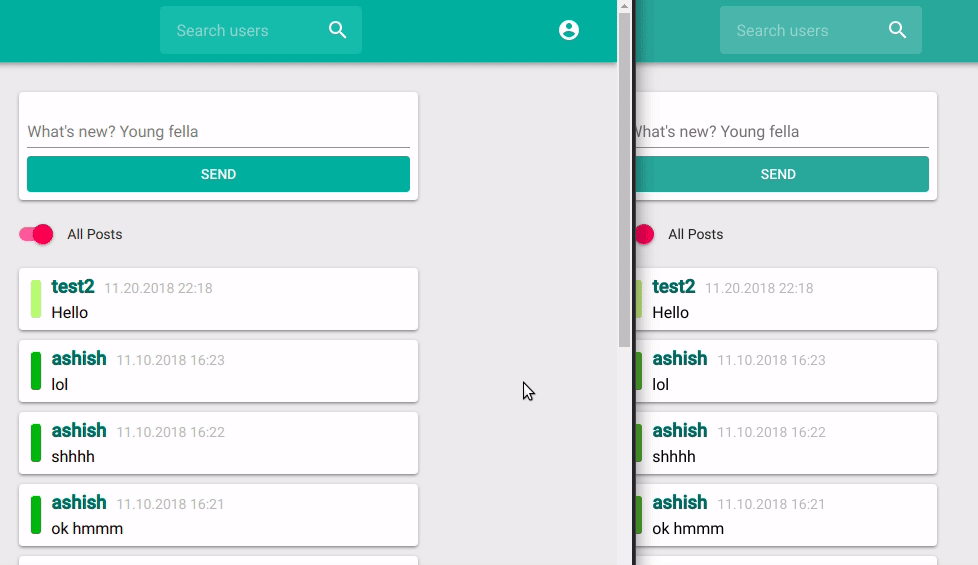 Search users
What's new? Young fella
SEND
All Posts
test2 11.20.2018 22:18
Hello
ashish 11.10.2018 16:23
lol
ashish 11.10.2018 16:22
shhhh
ashish 11.10.2018 16:21
ok hmmm
Search users
What's new? Young fella
SEND
All Posts
test2 11.20.2018 22:18
Hello
ashish 11.10.2018 16:23
lol
ashish 11.10.2018 16:22
shhhh
ashish 11.10.2018 16:21
ok hmmm